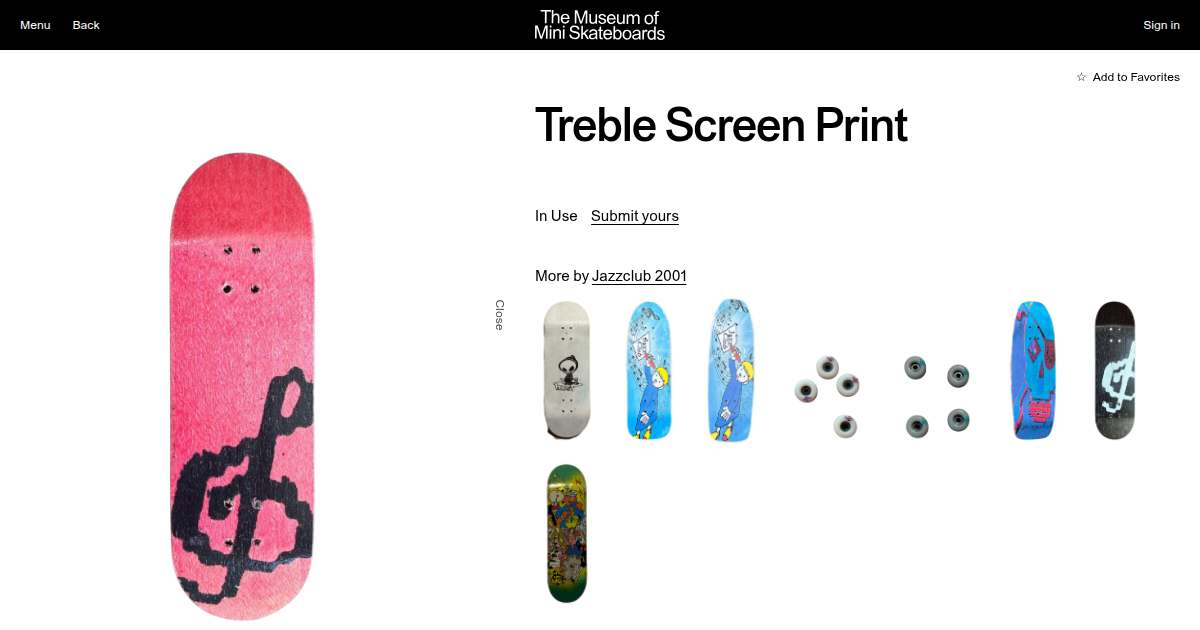 Menu
Back
The Museum of
Mini Skateboards
Sign in
☆ Add to Favorites
Treble Screen Print
In Use Submit yours
More by Jazzclub 2001
Close